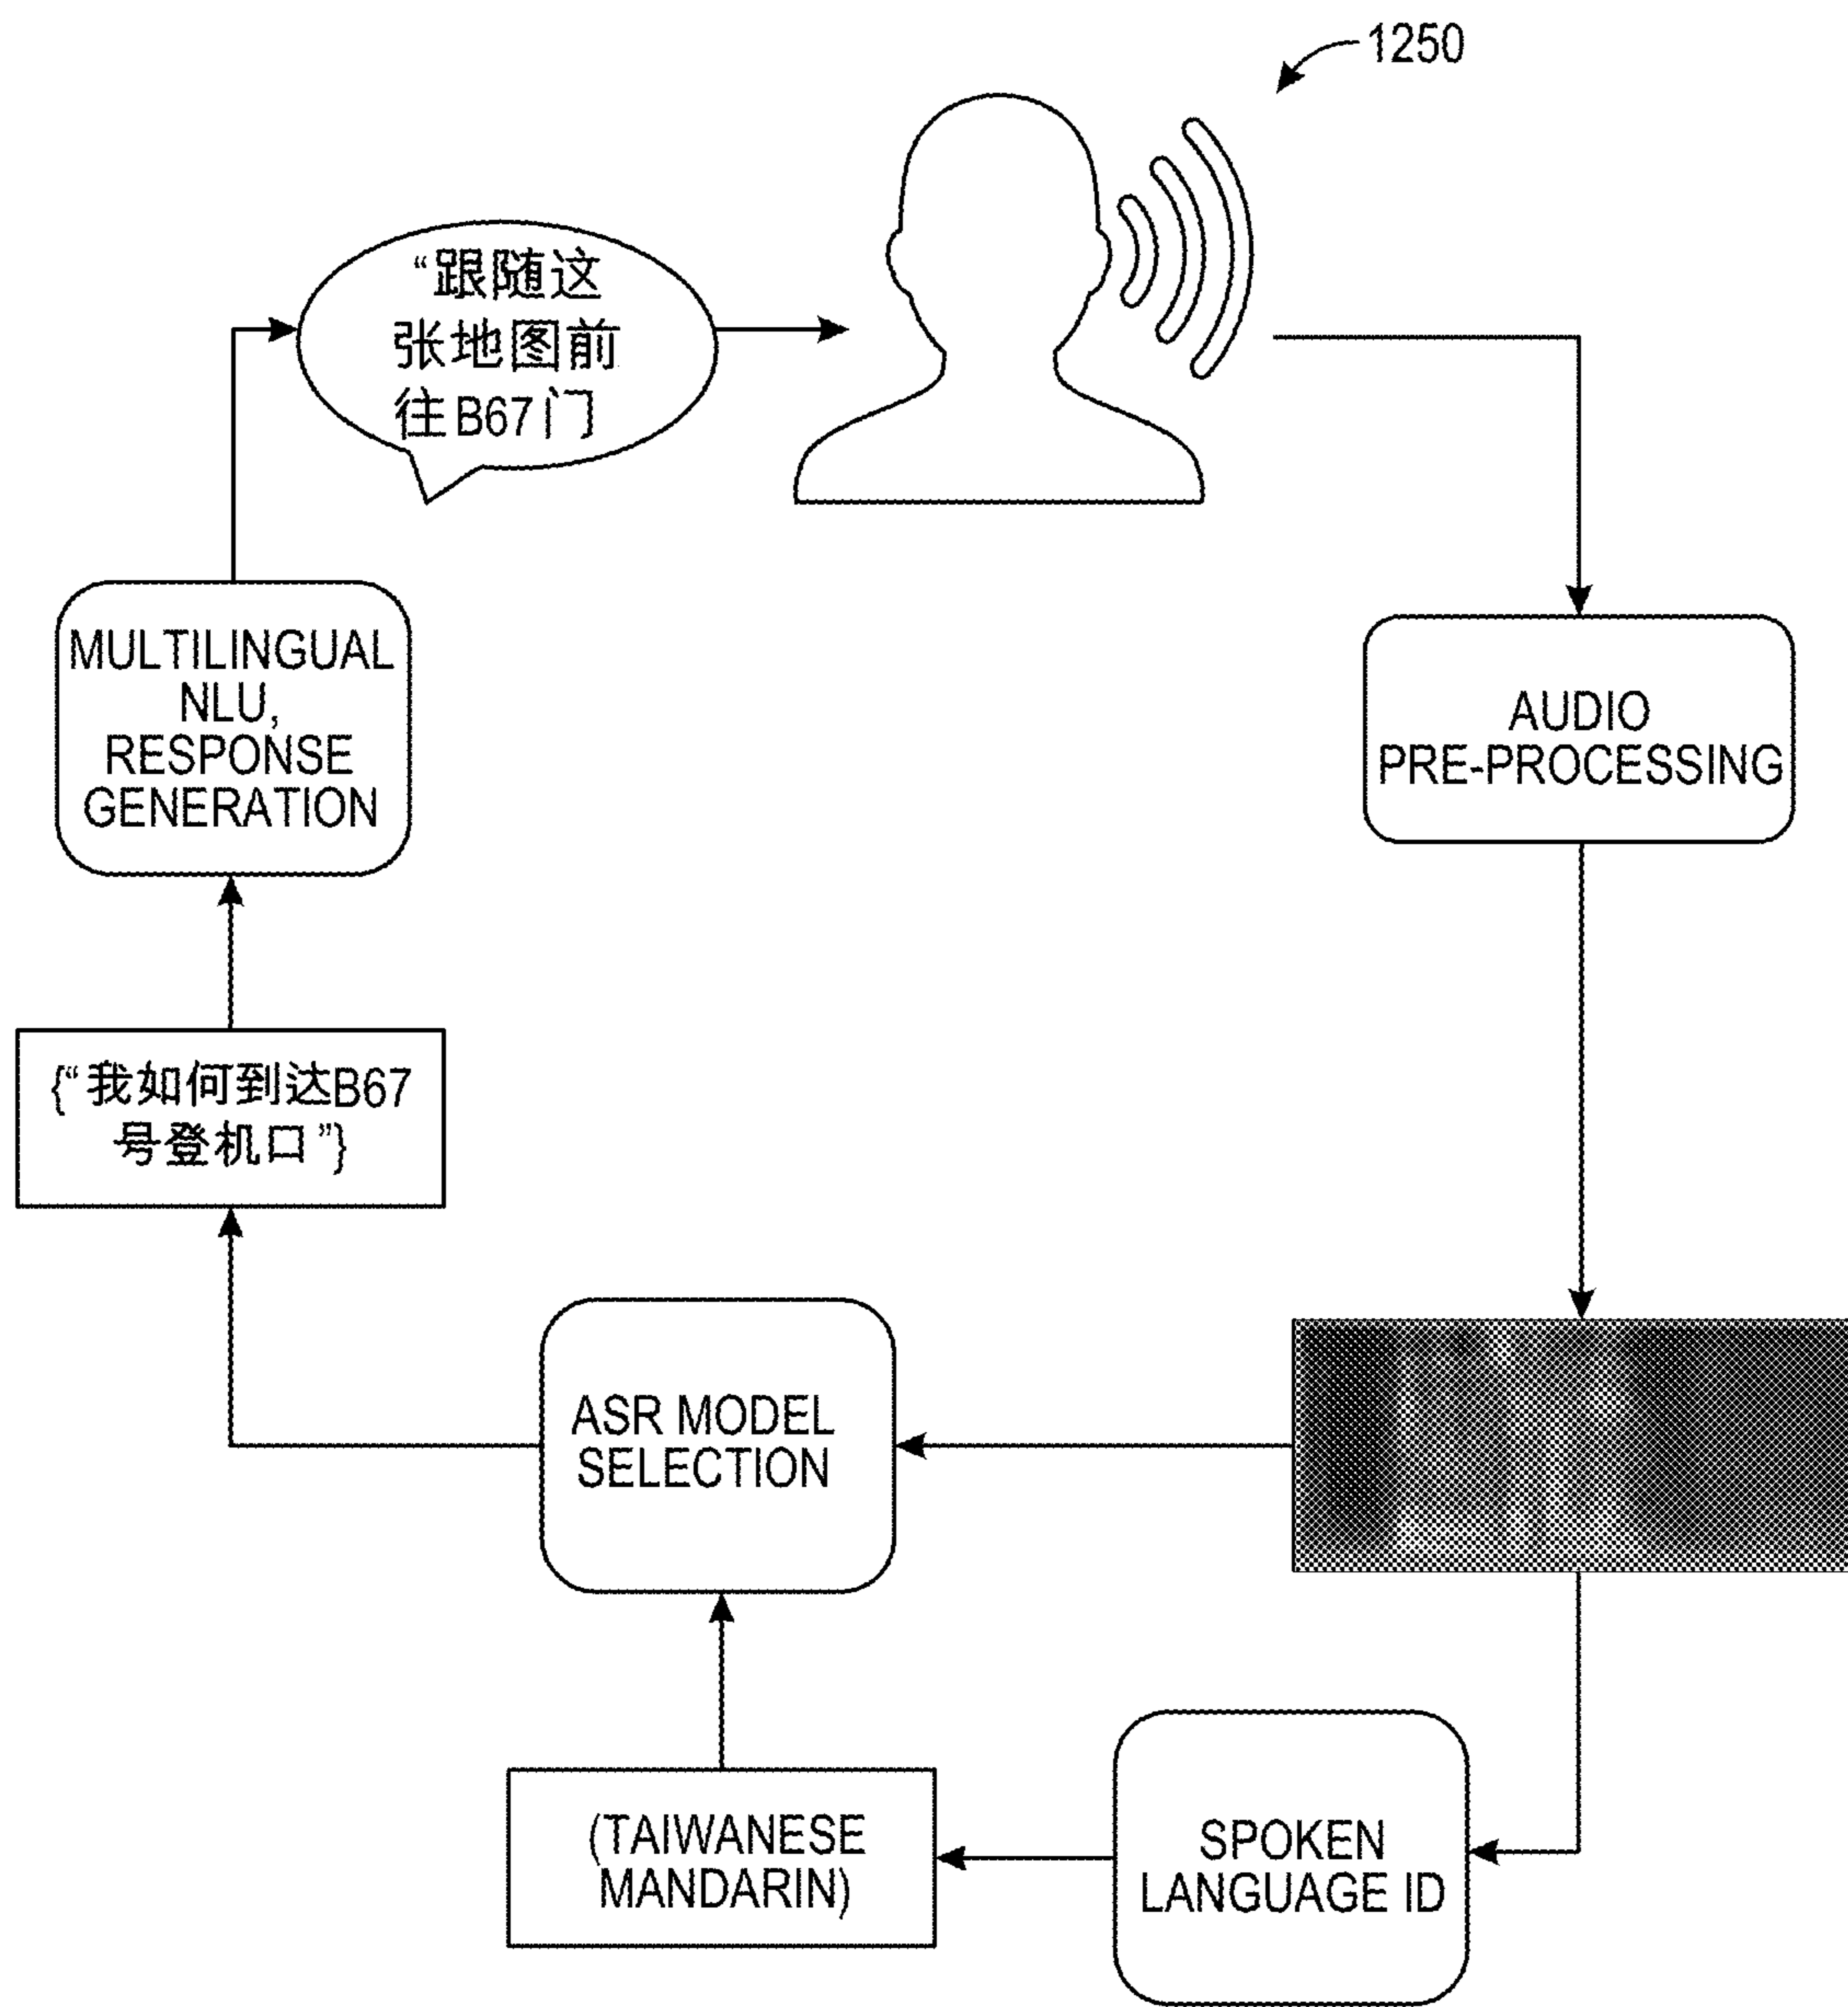 1250
“跟随这
张地图前
往B67门
MULTILINGUAL
NLU,
RESPONSE
GENERATION
AUDIO
PRE-PROCESSING
{“我如何到达B67
号登机口”}
ASR MODEL
SELECTION
(TAIWANESE
MANDARIN)
SPOKEN
LANGUAGE ID